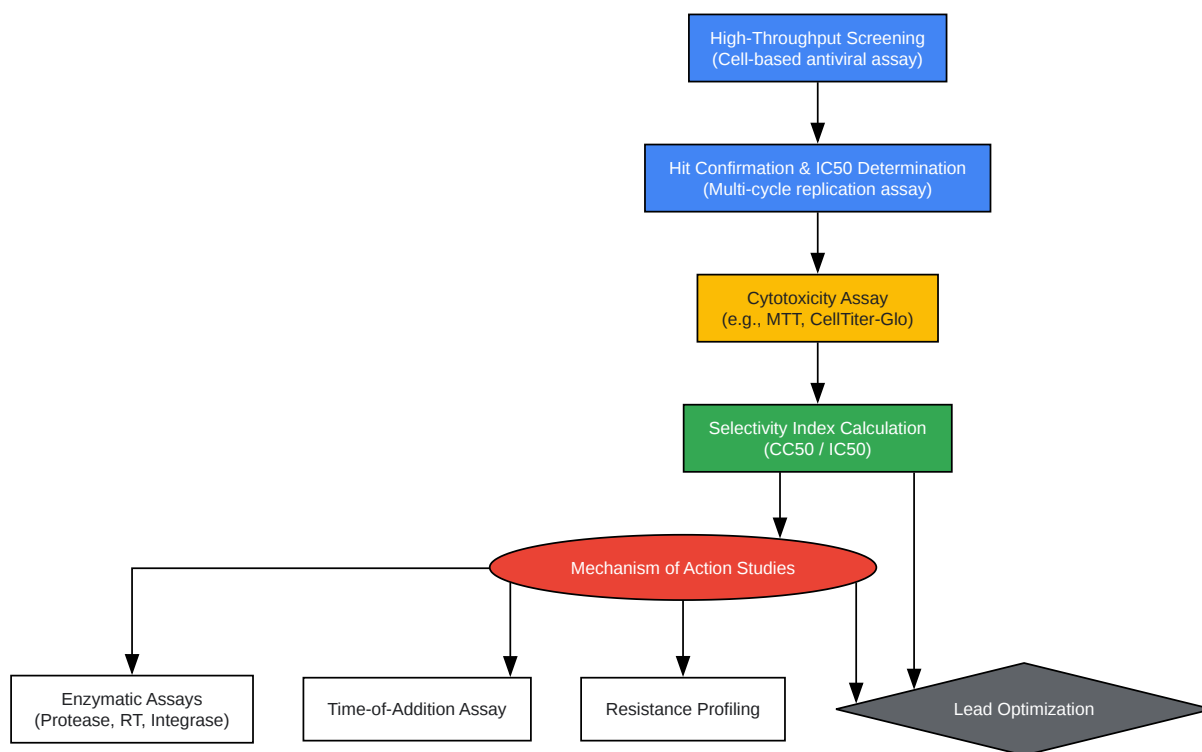 High-Throughput Screening
(Cell-based antiviral assay)
Hit Confirmation & IC50 Determination
(Multi-cycle replication assay)
Cytotoxicity Assay
(e.g., MTT, CellTiter-Glo)
Selectivity Index Calculation
(CC50 / IC50)
Mechanism of Action Studies
Enzymatic Assays
(Protease, RT, Integrase)
Time-of-Addition Assay
Resistance Profiling
Lead Optimization